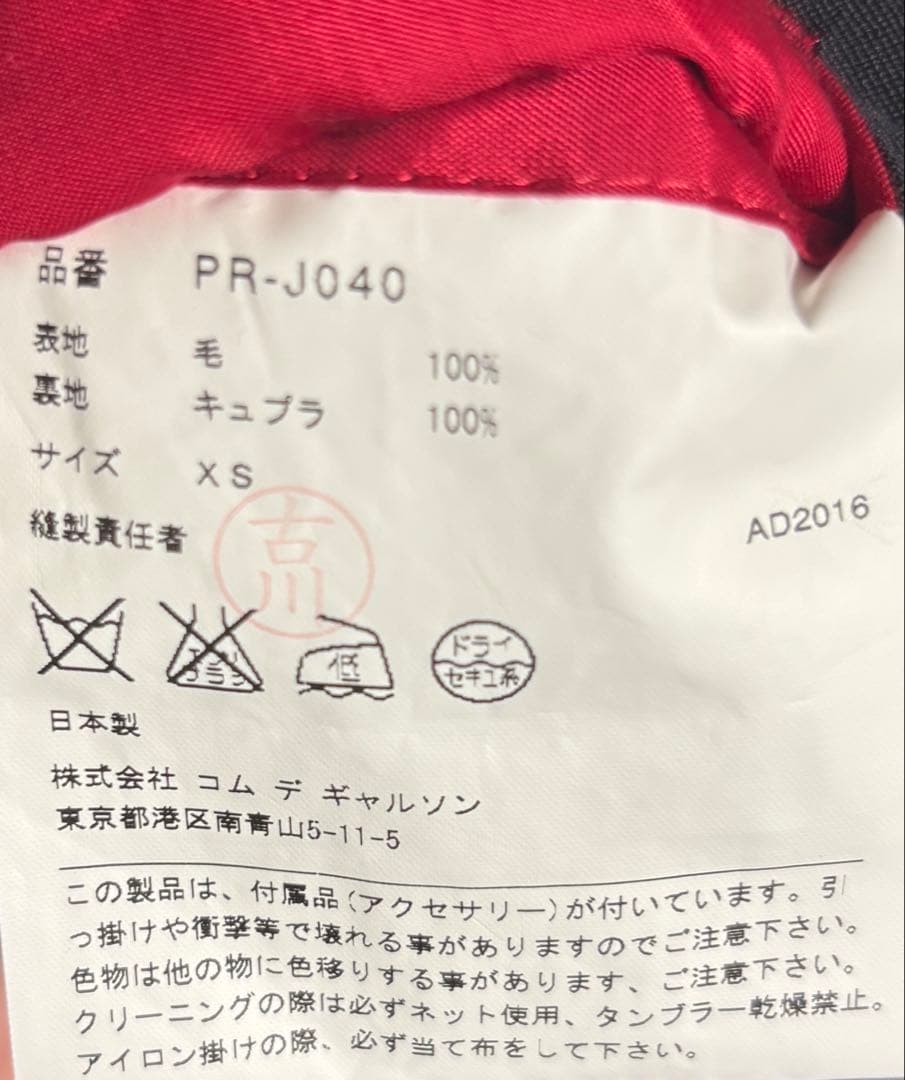 品番 PR-J040
表地 毛 100%
裏地 キュプラ 100%
サイズ XS
AD2016
縫製責任者 古川
エンソ
サラシ
低
ドライ
セキユ系
日本製
株式会社 コム デ ギャルソン
東京都港区南青山5-11-5
この製品は、付属品(アクセサリー)が付いています。引
っ掛けや衝撃等で壊れる事がありますのでご注意下さい。
色物は他の物に色移りする事があります、ご注意下さい。
クリーニングの際は必ずネット使用、タンブラー乾燥禁止。
アイロン掛けの際、必ず当て布をして下さい。